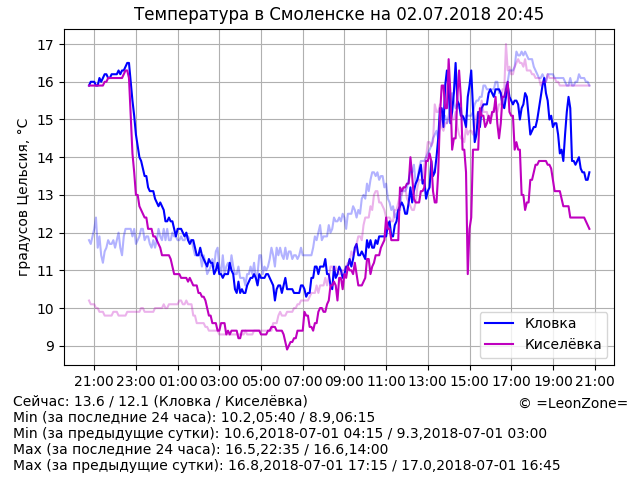 Температура в Смоленске на 02.07.2018 20:45
градусов Цельсия, °C
17
16
15
14
13
12
11
10
9
Кловка
Киселёвка
21:00 23:00 01:00 03:00 05:00 07:00 09:00 11:00 13:00 15:00 17:00 19:00 21:00
Сейчас: 13.6 / 12.1 (Кловка / Киселёвка)
© =LeonZone=
Min (за последние 24 часа): 10.2,05:40 / 8.9,06:15
Min (за предыдущие сутки): 10.6,2018-07-01 04:15 / 9.3,2018-07-01 03:00
Max (за последние 24 часа): 16.5,22:35 / 16.6,14:00
Max (за предыдущие сутки): 16.8,2018-07-01 17:15 / 17.0,2018-07-01 16:45